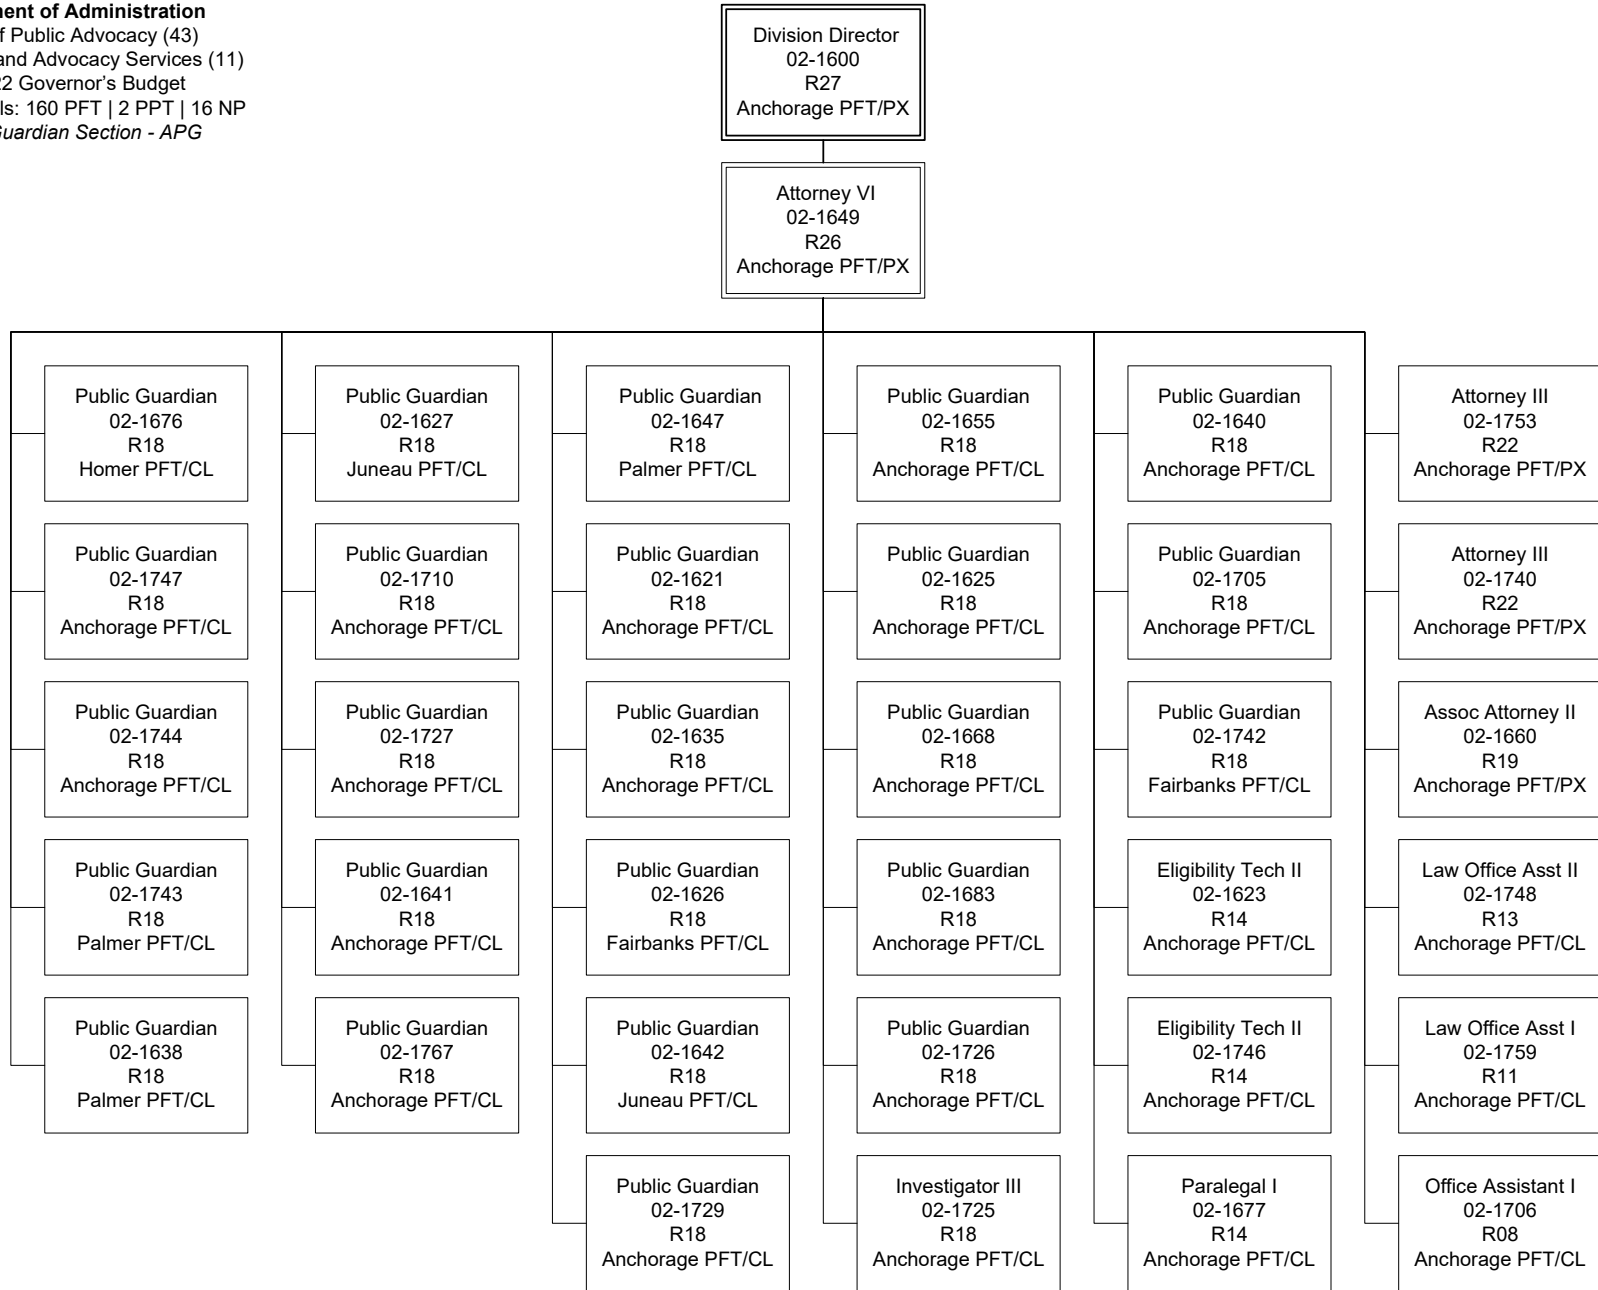 ment of Administration
f Public Advocacy (43)
and Advocacy Services (11)
2 Governor's Budget
ls: 160 PFT | 2 PPT | 16 NP
Guardian Section - APG
Division Director
02-1600
R27
Anchorage PFT/PX
Attorney VI
02-1649
R26
Anchorage PFT/PX
Public Guardian
02-1676
R18
Homer PFT/CL
Public Guardian
02-1747
R18
Anchorage PFT/CL
Public Guardian
02-1744
R18
Anchorage PFT/CL
Public Guardian
02-1743
R18
Palmer PFT/CL
Public Guardian
02-1638
R18
Palmer PFT/CL
Public Guardian
02-1627
R18
Juneau PFT/CL
Public Guardian
02-1710
R18
Anchorage PFT/CL
Public Guardian
02-1727
R18
Anchorage PFT/CL
Public Guardian
02-1641
R18
Anchorage PFT/CL
Public Guardian
02-1767
R18
Anchorage PFT/CL
Public Guardian
02-1647
R18
Palmer PFT/CL
Public Guardian
02-1621
R18
Anchorage PFT/CL
Public Guardian
02-1635
R18
Anchorage PFT/CL
Public Guardian
02-1626
R18
Fairbanks PFT/CL
Public Guardian
02-1642
R18
Juneau PFT/CL
Public Guardian
02-1729
R18
Anchorage PFT/CL
Public Guardian
02-1655
R18
Anchorage PFT/CL
Public Guardian
02-1625
R18
Anchorage PFT/CL
Public Guardian
02-1668
R18
Anchorage PFT/CL
Public Guardian
02-1683
R18
Anchorage PFT/CL
Public Guardian
02-1726
R18
Anchorage PFT/CL
Investigator III
02-1725
R18
Anchorage PFT/CL
Public Guardian
02-1640
R18
Anchorage PFT/CL
Public Guardian
02-1705
R18
Anchorage PFT/CL
Public Guardian
02-1742
R18
Fairbanks PFT/CL
Eligibility Tech II
02-1623
R14
Anchorage PFT/CL
Eligibility Tech II
02-1746
R14
Anchorage PFT/CL
Paralegal I
02-1677
R14
Anchorage PFT/CL
Attorney III
02-1753
R22
Anchorage PFT/PX
Attorney III
02-1740
R22
Anchorage PFT/PX
Assoc Attorney II
02-1660
R19
Anchorage PFT/PX
Law Office Asst II
02-1748
R13
Anchorage PFT/CL
Law Office Asst I
02-1759
R11
Anchorage PFT/CL
Office Assistant I
02-1706
R08
Anchorage PFT/CL